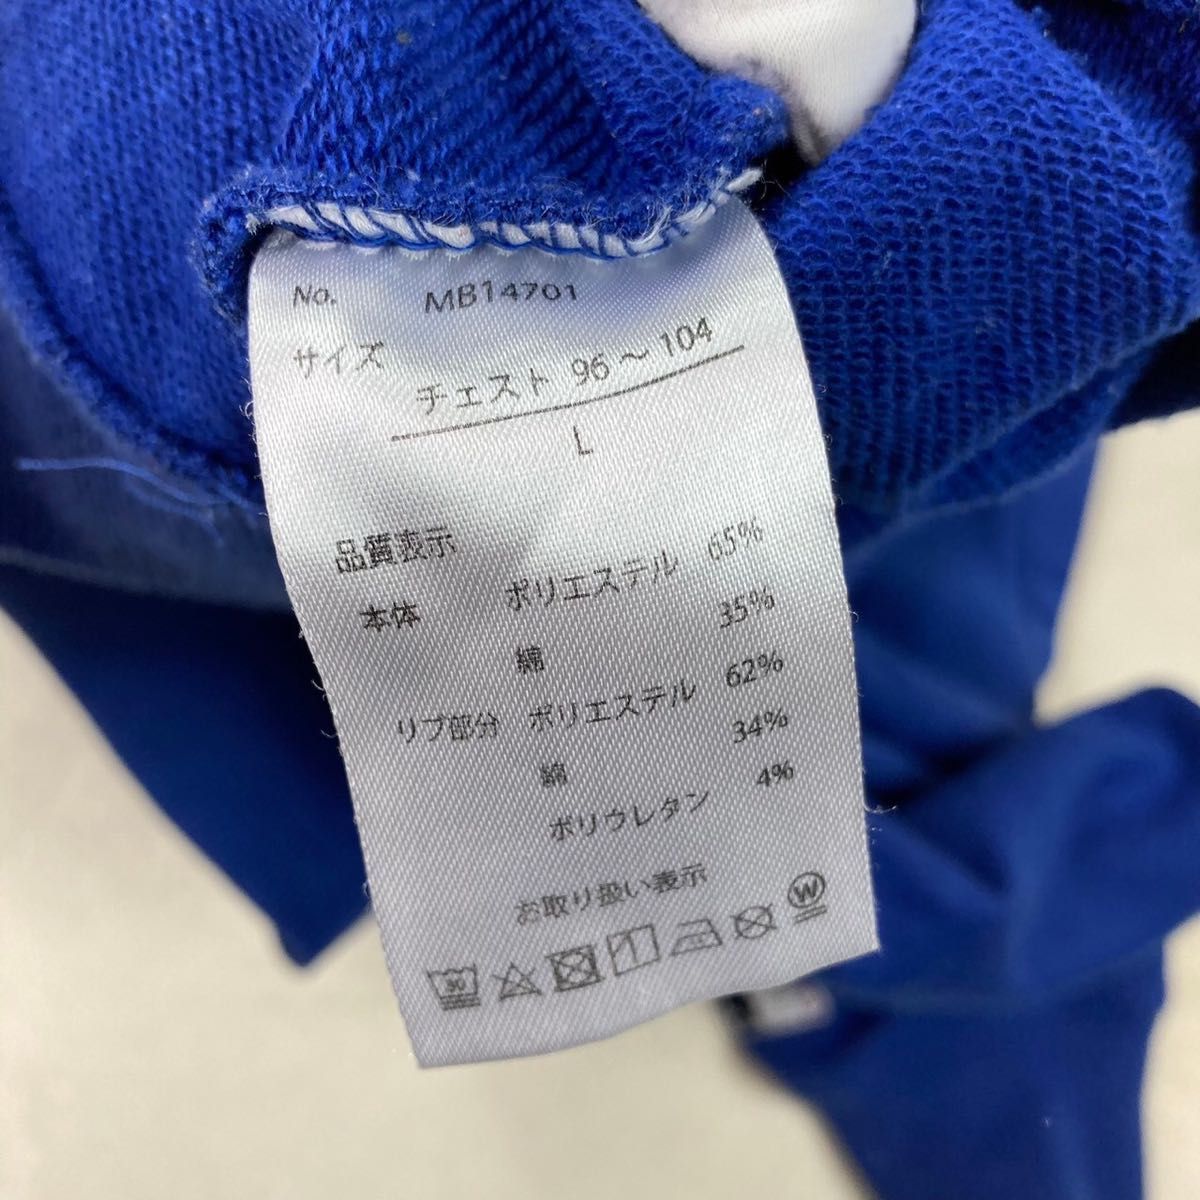 No. MB14701
サイズ チェスト 96～104
L
品質表示
本体 ポリエステル 65%
綿 35%
リブ部分 ポリエステル 62%
綿 34%
ポリウレタン 4%
お取り扱い表示
30 W